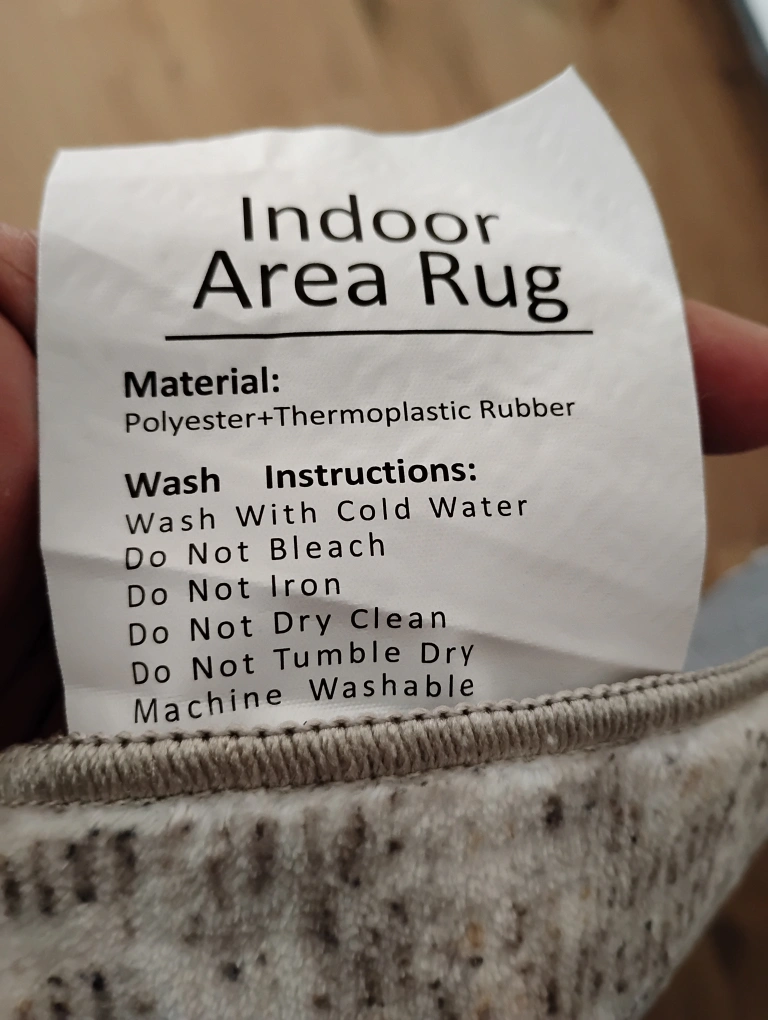 Indoor
Area Rug
Material:
Polyester+Thermoplastic Rubber
Wash Instructions:
Wash With Cold Water
Do Not Bleach
Do Not Iron
Do Not Dry Clean
Do Not Tumble Dry
Machine Washable